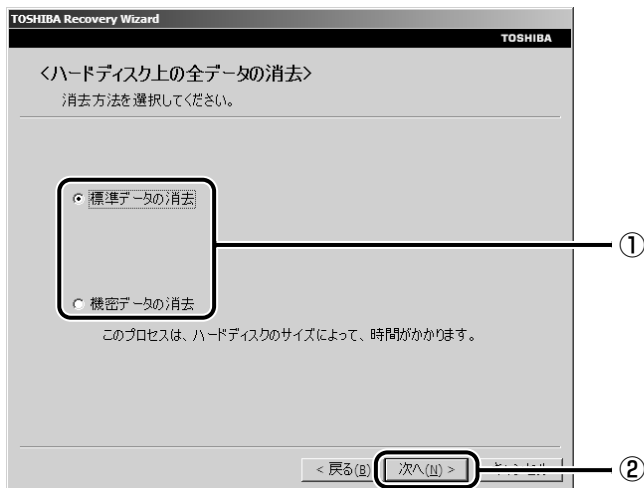 TOSHIBA Recovery Wizard
TOSHIBA
<ハードディスク上の全データの消去>
消去方法を選択してください。
標準データの消去
①
機密データの消去
このプロセスは、ハードディスクのサイズによって、時間がかかります。
< 戻る(B) 次へ(N) >
②